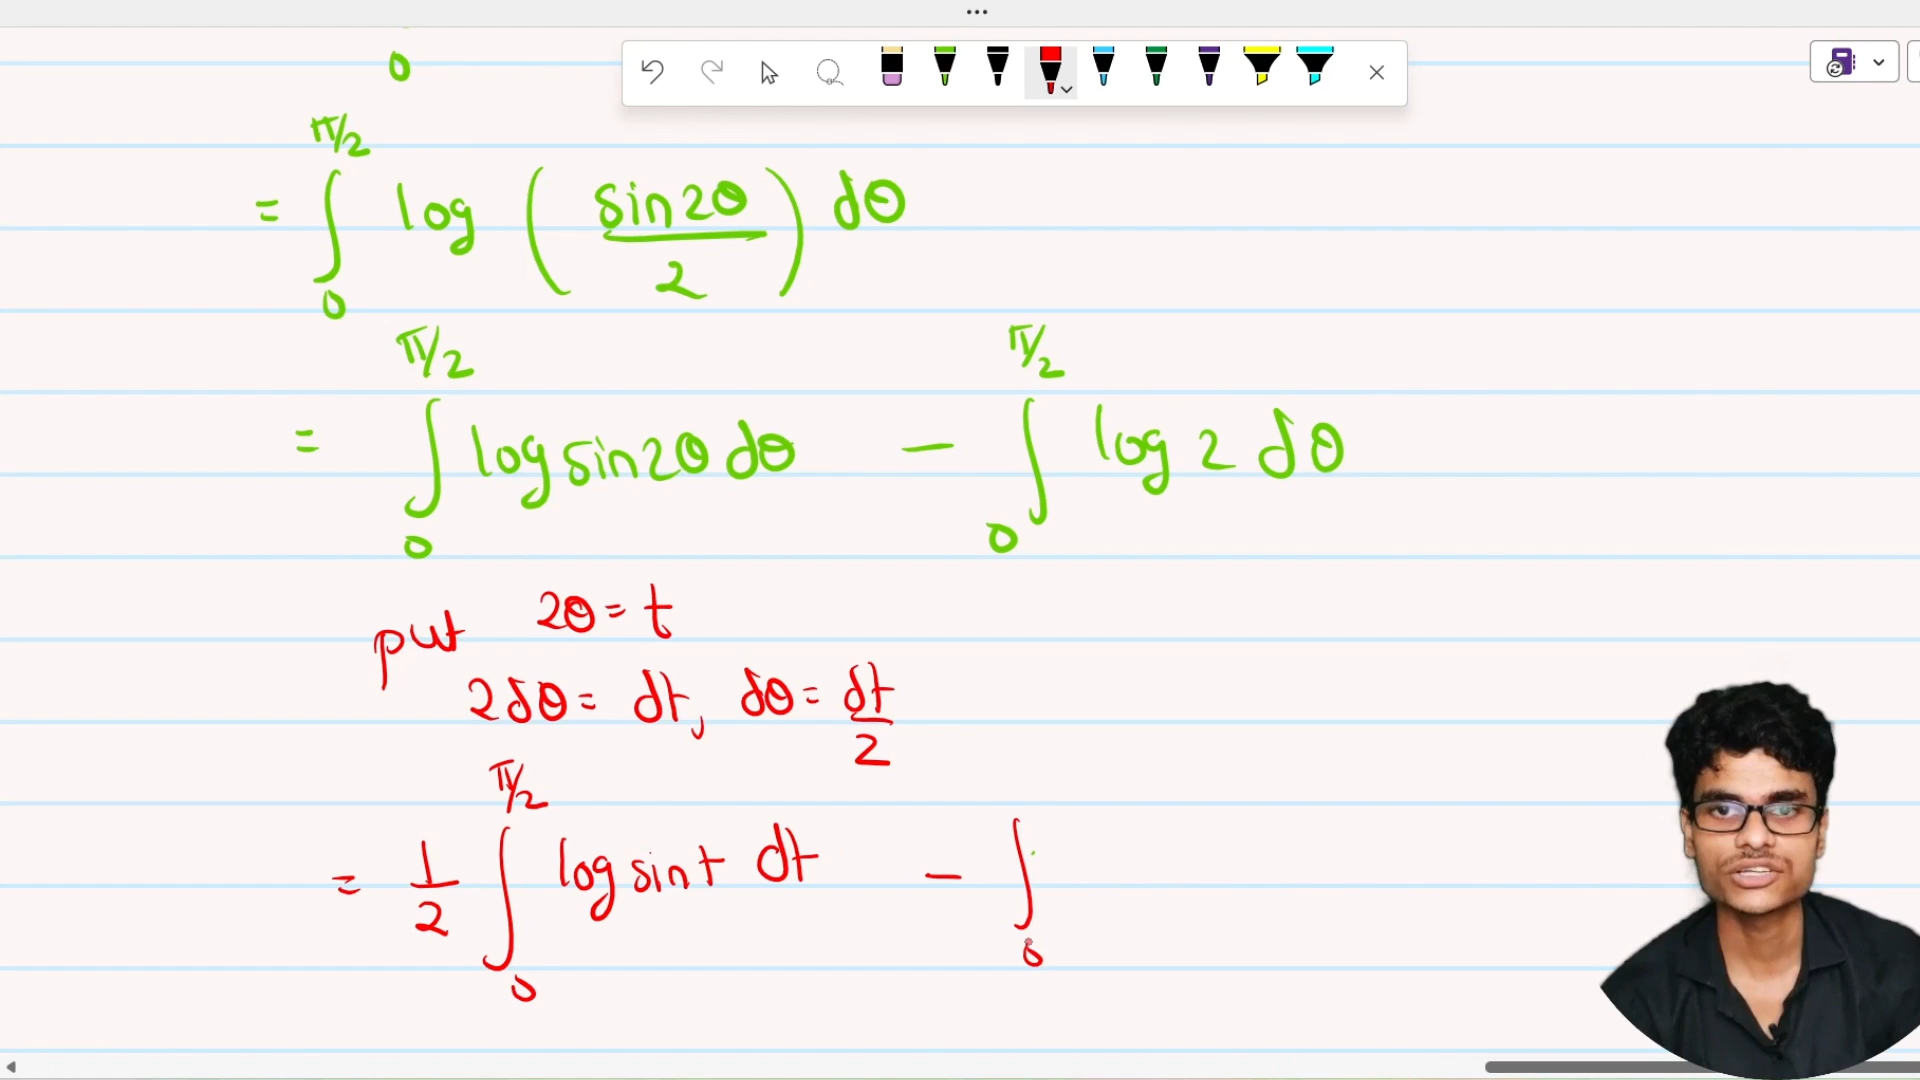 0
= ∫₀^{π/2} log (sin2θ/2) dθ
= ∫₀^{π/2} log sin2θ dθ − ∫₀^{π/2} log 2 dθ
put 2θ = t
2dθ = dt, dθ = dt/2
= 1/2 ∫₀^{π/2} log sin t dt − ∫₀